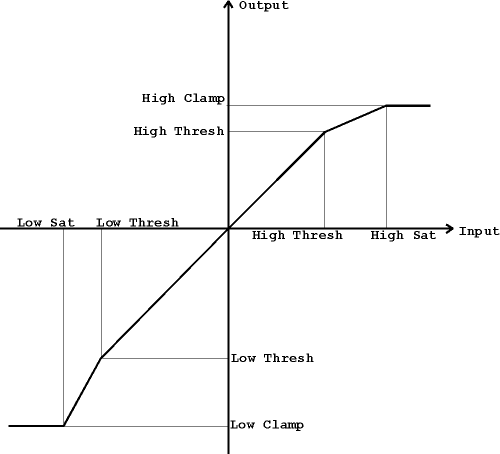 Output
High Clamp
High Thresh
Low Sat
Low Thresh
High Thresh
High Sat
Input
Low Thresh
Low Clamp